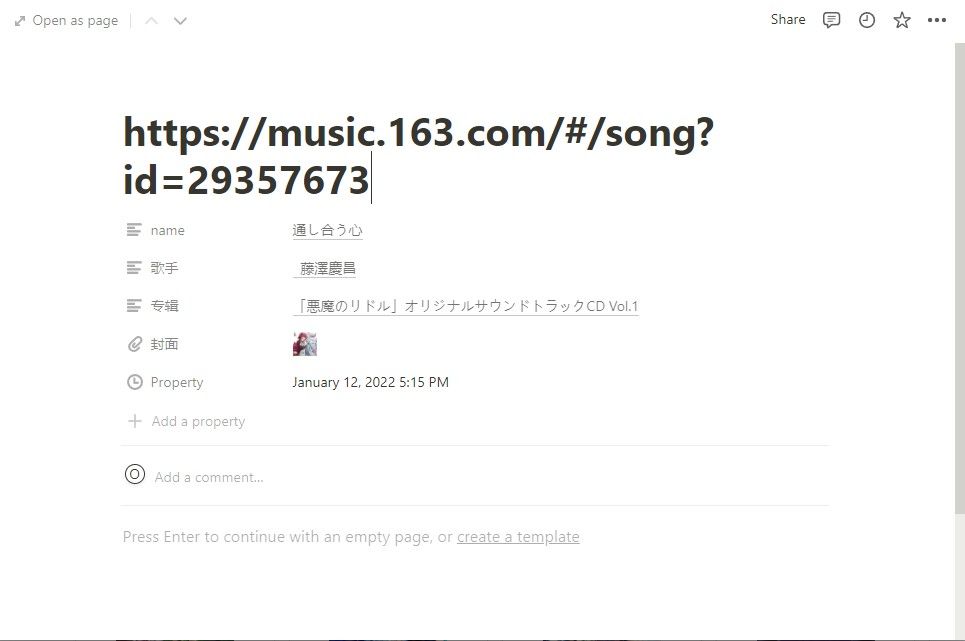 Open as page
Share
https://music.163.com/#/song?
id=29357673
name 通し合う心
歌手 藤澤慶昌
专辑 「悪魔のリドル」オリジナルサウンドトラックCD Vol.1
封面
Property January 12, 2022 5:15 PM
Add a property
O Add a comment...
Press Enter to continue with an empty page, or create a template